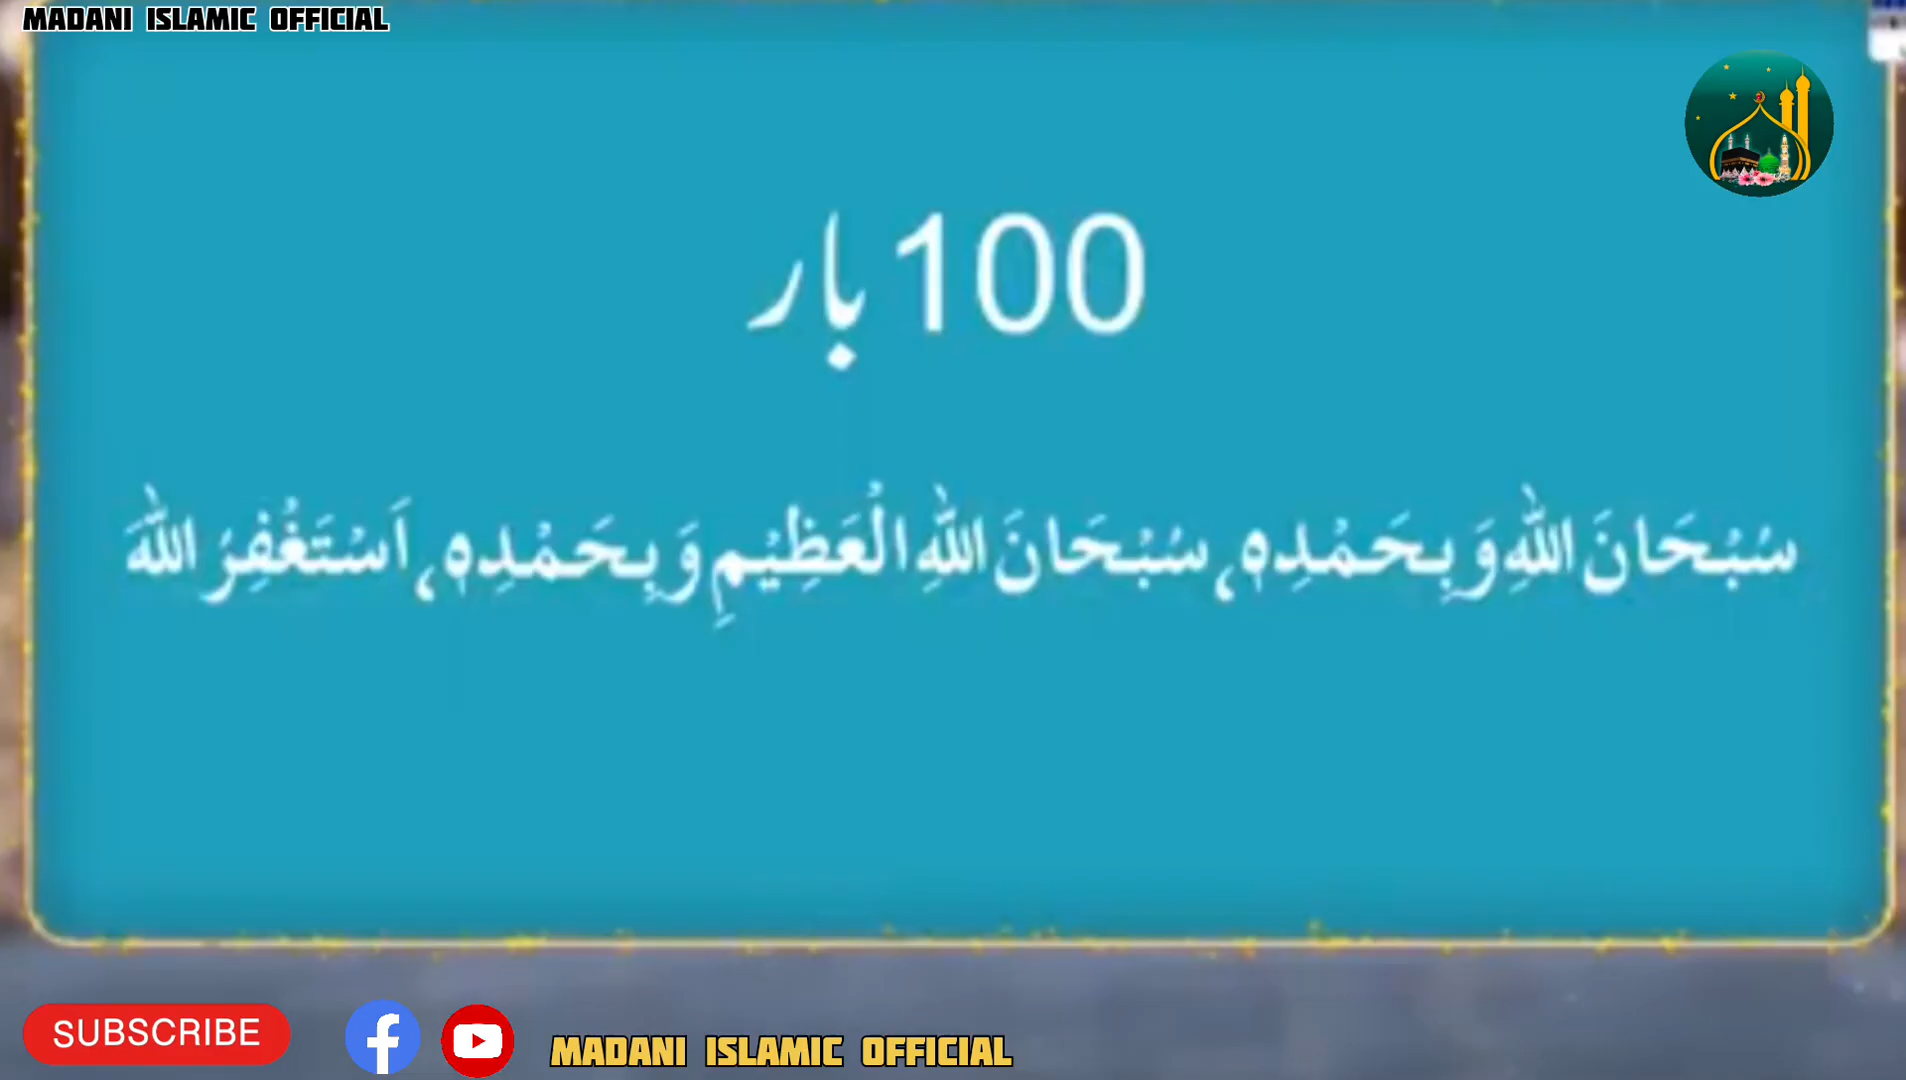 MADANI ISLAMIC OFFICIAL
100 بار
سُبْحَانَ اللّٰهِ وَبِحَمْدِهٖ، سُبْحَانَ اللّٰهِ الْعَظِيْمِ وَبِحَمْدِهٖ، اَسْتَغْفِرُ اللّٰهَ
SUBSCRIBE
MADANI ISLAMIC OFFICIAL